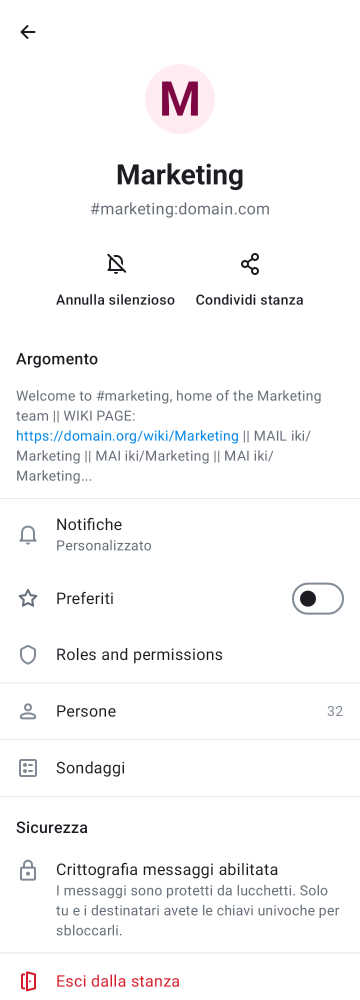 M
Marketing
#marketing:domain.com
Annulla silenzioso
Condividi stanza
Argomento
Welcome to #marketing, home of the Marketing
team || WIKI PAGE:
https://domain.org/wiki/Marketing || MAIL iki/
Marketing || MAI iki/Marketing || MAI iki/
Marketing...
Notifiche
Personalizzato
Preferiti
Roles and permissions
Persone
32
Sondaggi
Sicurezza
Crittografia messaggi abilitata
I messaggi sono protetti da lucchetti. Solo
tu e i destinatari avete le chiavi univoche per
sbloccarli.
Esci dalla stanza